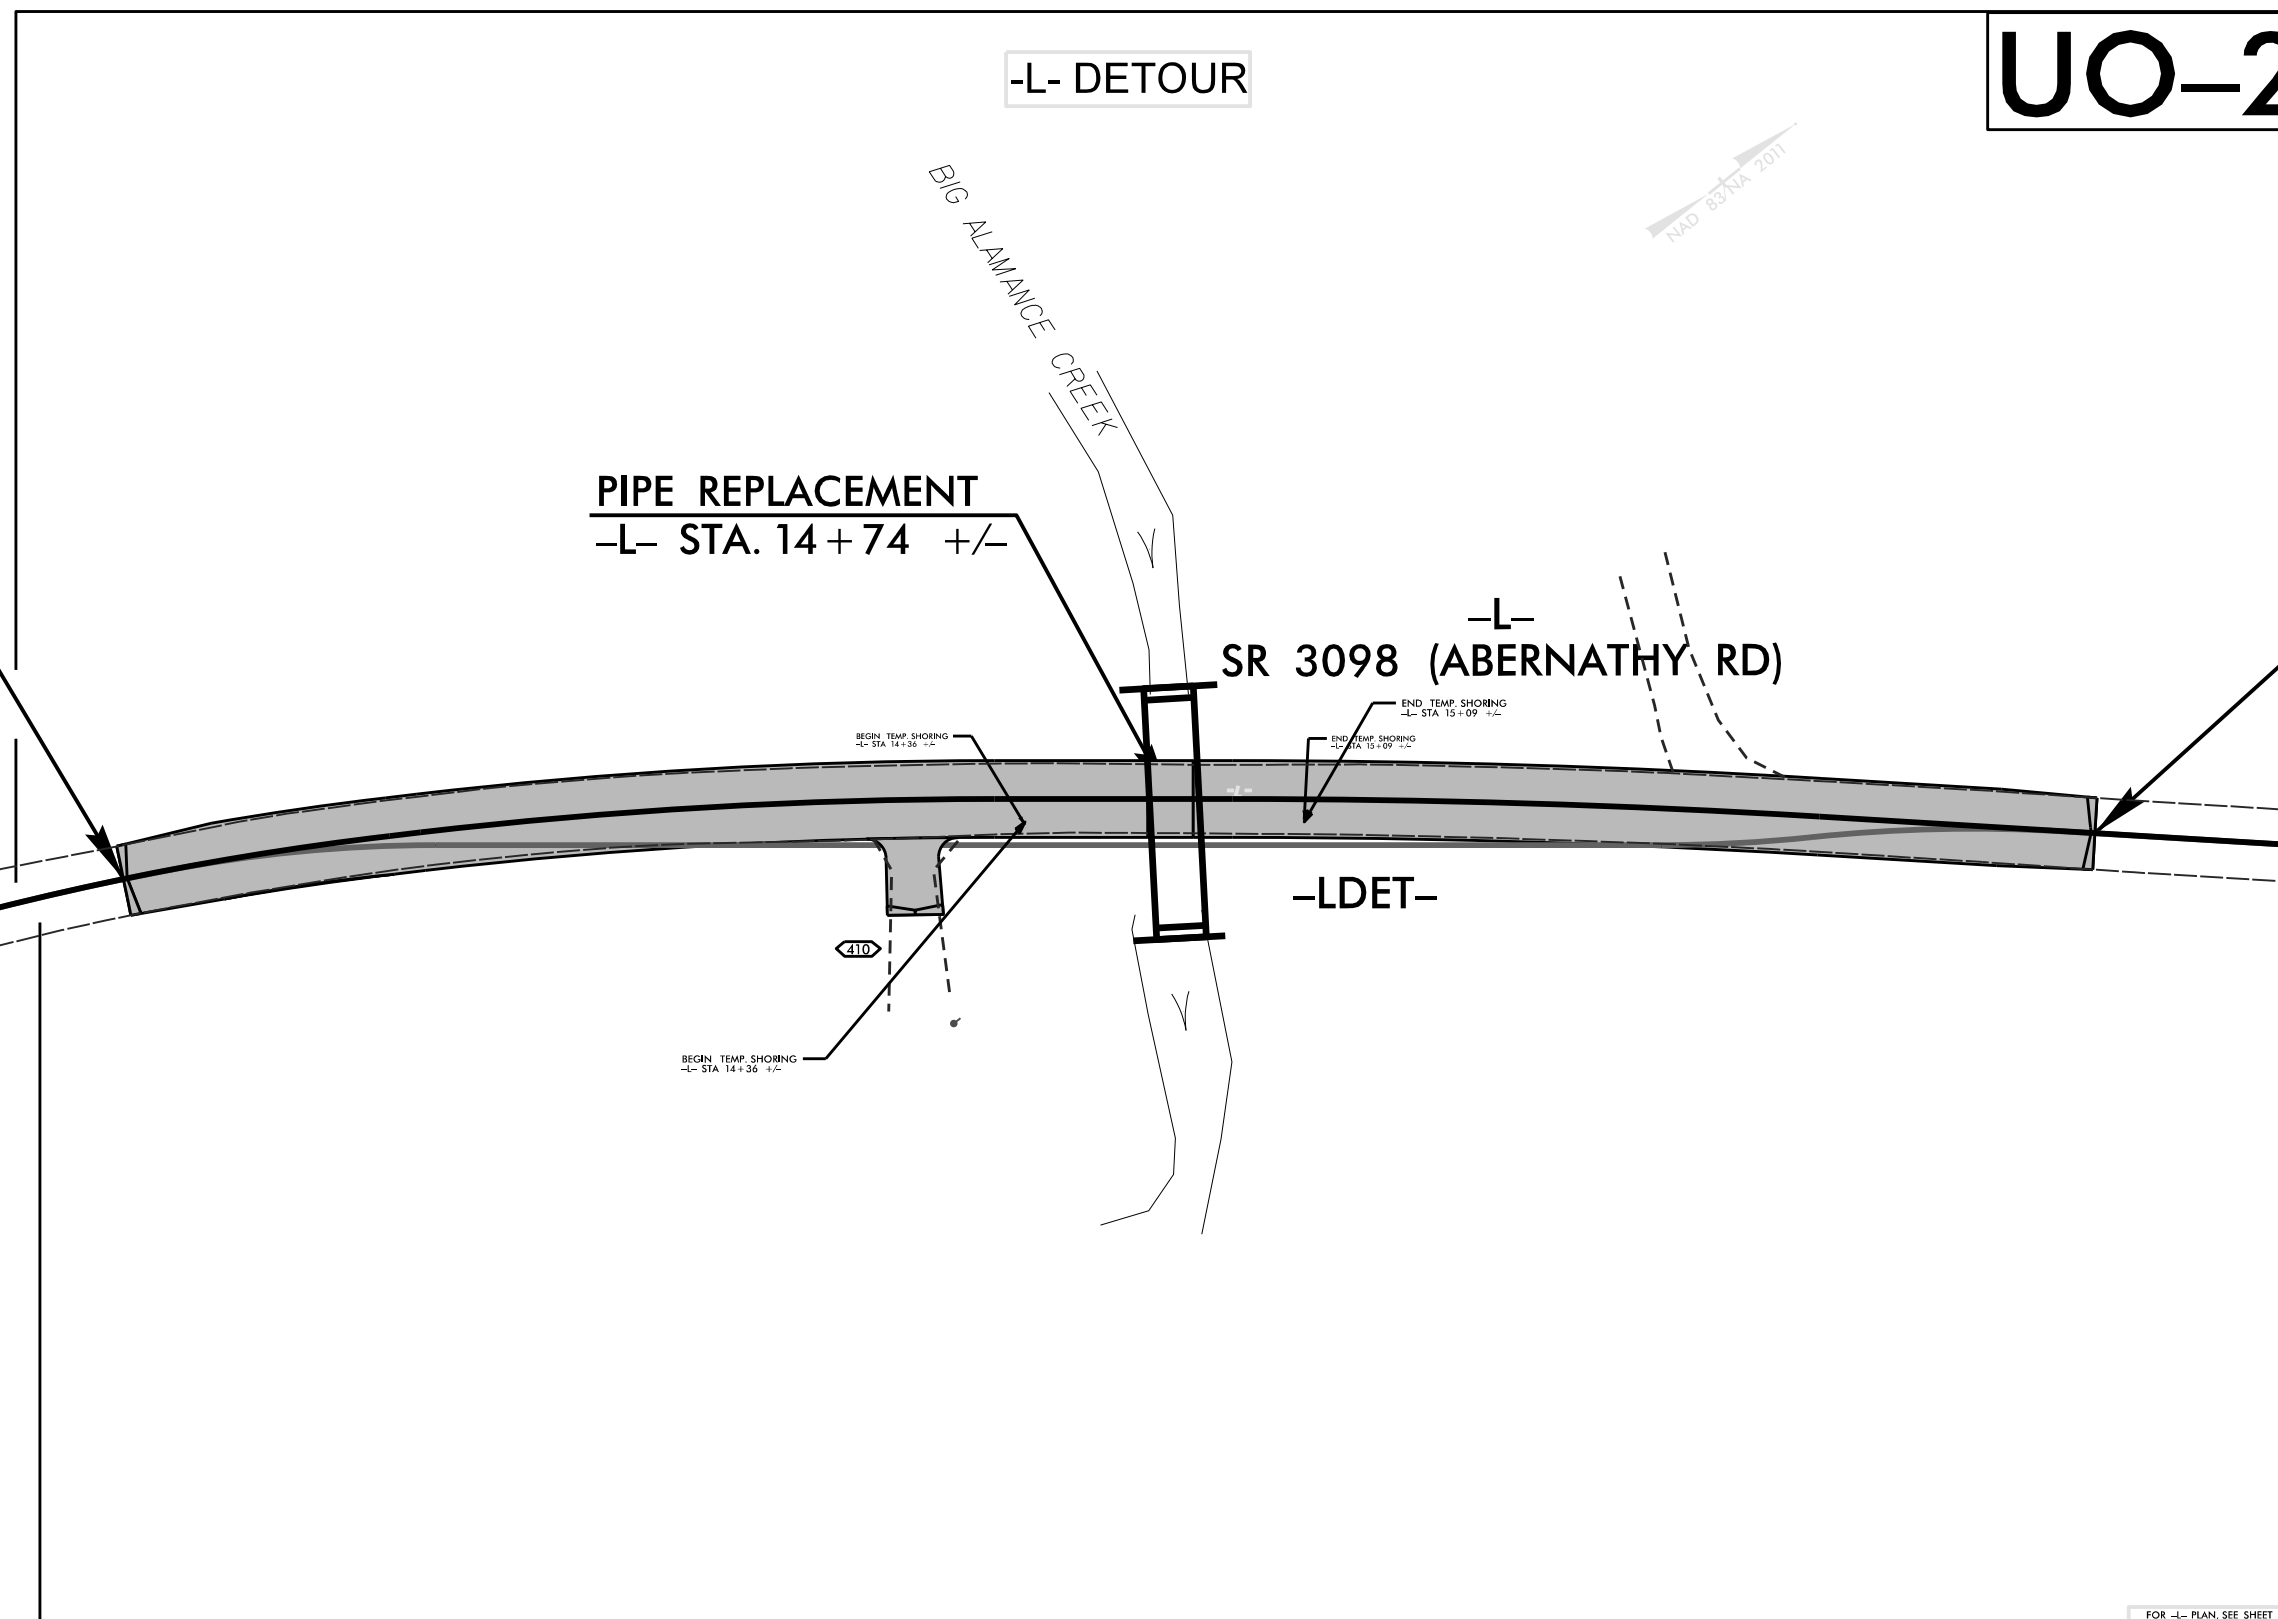 -L- DETOUR
UO-2
NAD 83/NA 2011
BIG ALAMANCE CREEK
PIPE REPLACEMENT
-L- STA. 14+74 +/-
-L-
SR 3098 (ABERNATHY RD)
END TEMP. SHORING
-L- STA 15+09 +/-
BEGIN TEMP. SHORING
-L- STA 14+36 +/-
END TEMP. SHORING
-L- STA 15+09 +/-
-L-
-LDET-
410
BEGIN TEMP. SHORING
-L- STA 14+36 +/-
FOR -L- PLAN, SEE SHEET